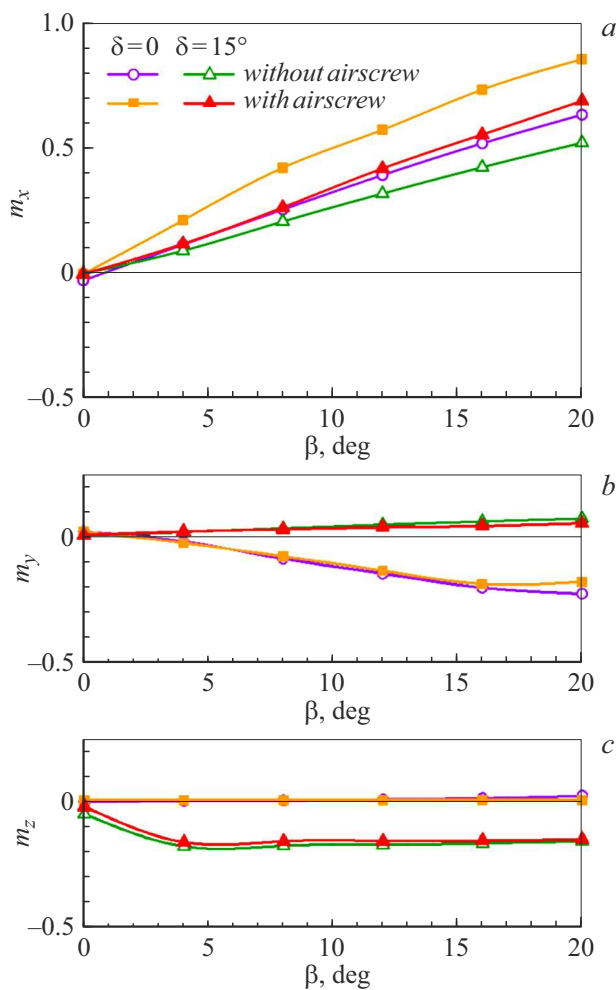 1.0
a
δ = 0 δ = 15°
without airscrew
with airscrew
0.5
m_x
0
−0.5
0 5 10 15 20
β, deg
b
0
m_y
−0.5
0 5 10 15 20
β, deg
c
0
m_z
−0.5
0 5 10 15 20
β, deg